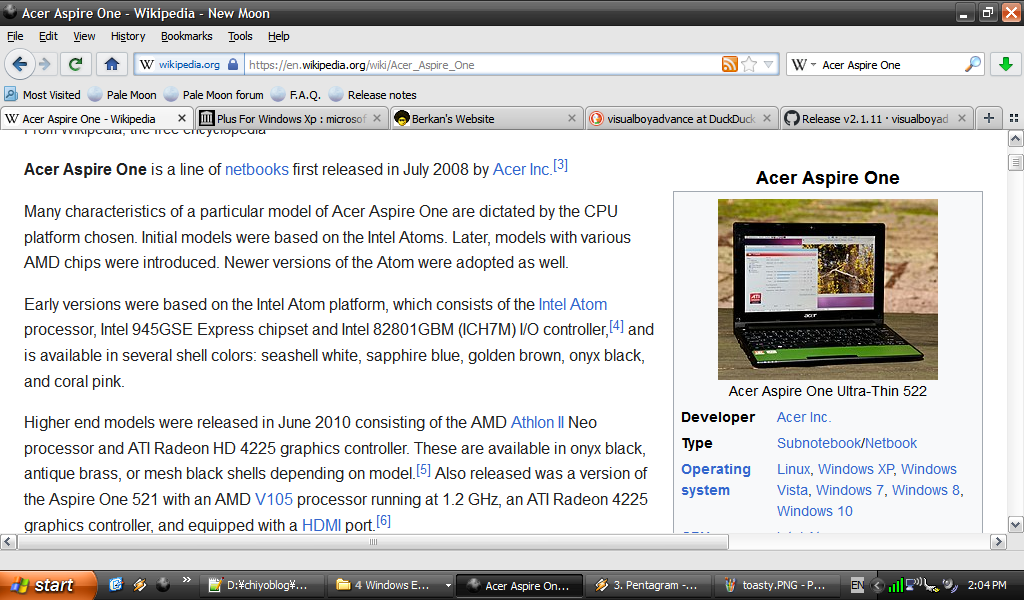 Acer Aspire One - Wikipedia - New Moon
File Edit View History Bookmarks Tools Help
W wikipedia.org https://en.wikipedia.org/wiki/Acer_Aspire_One W Acer Aspire One
Most Visited Pale Moon Pale Moon forum F.A.Q. Release notes
W Acer Aspire One - Wikipedia Plus For Windows Xp : microsof Berkan's Website visualboyadvance at DuckDuck Release v2.1.11 · visualboyad
From Wikipedia, the free encyclopedia
Acer Aspire One is a line of netbooks first released in July 2008 by Acer Inc.[3]
Many characteristics of a particular model of Acer Aspire One are dictated by the CPU
platform chosen. Initial models were based on the Intel Atoms. Later, models with various
AMD chips were introduced. Newer versions of the Atom were adopted as well.
Early versions were based on the Intel Atom platform, which consists of the Intel Atom
processor, Intel 945GSE Express chipset and Intel 82801GBM (ICH7M) I/O controller,[4] and
is available in several shell colors: seashell white, sapphire blue, golden brown, onyx black,
and coral pink.
Higher end models were released in June 2010 consisting of the AMD Athlon II Neo
processor and ATI Radeon HD 4225 graphics controller. These are available in onyx black,
antique brass, or mesh black shells depending on model.[5] Also released was a version of
the Aspire One 521 with an AMD V105 processor running at 1.2 GHz, an ATI Radeon 4225
graphics controller, and equipped with a HDMI port.[6]
Acer Aspire One
acer
ATI
Acer Aspire One Ultra-Thin 522
Developer Acer Inc.
Type Subnotebook/Netbook
Operating system Linux, Windows XP, Windows
Vista, Windows 7, Windows 8,
Windows 10
start D:¥chiyoblog¥... 4 Windows E... Acer Aspire On... 3. Pentagram -... toasty.PNG - P... EN 2:04 PM